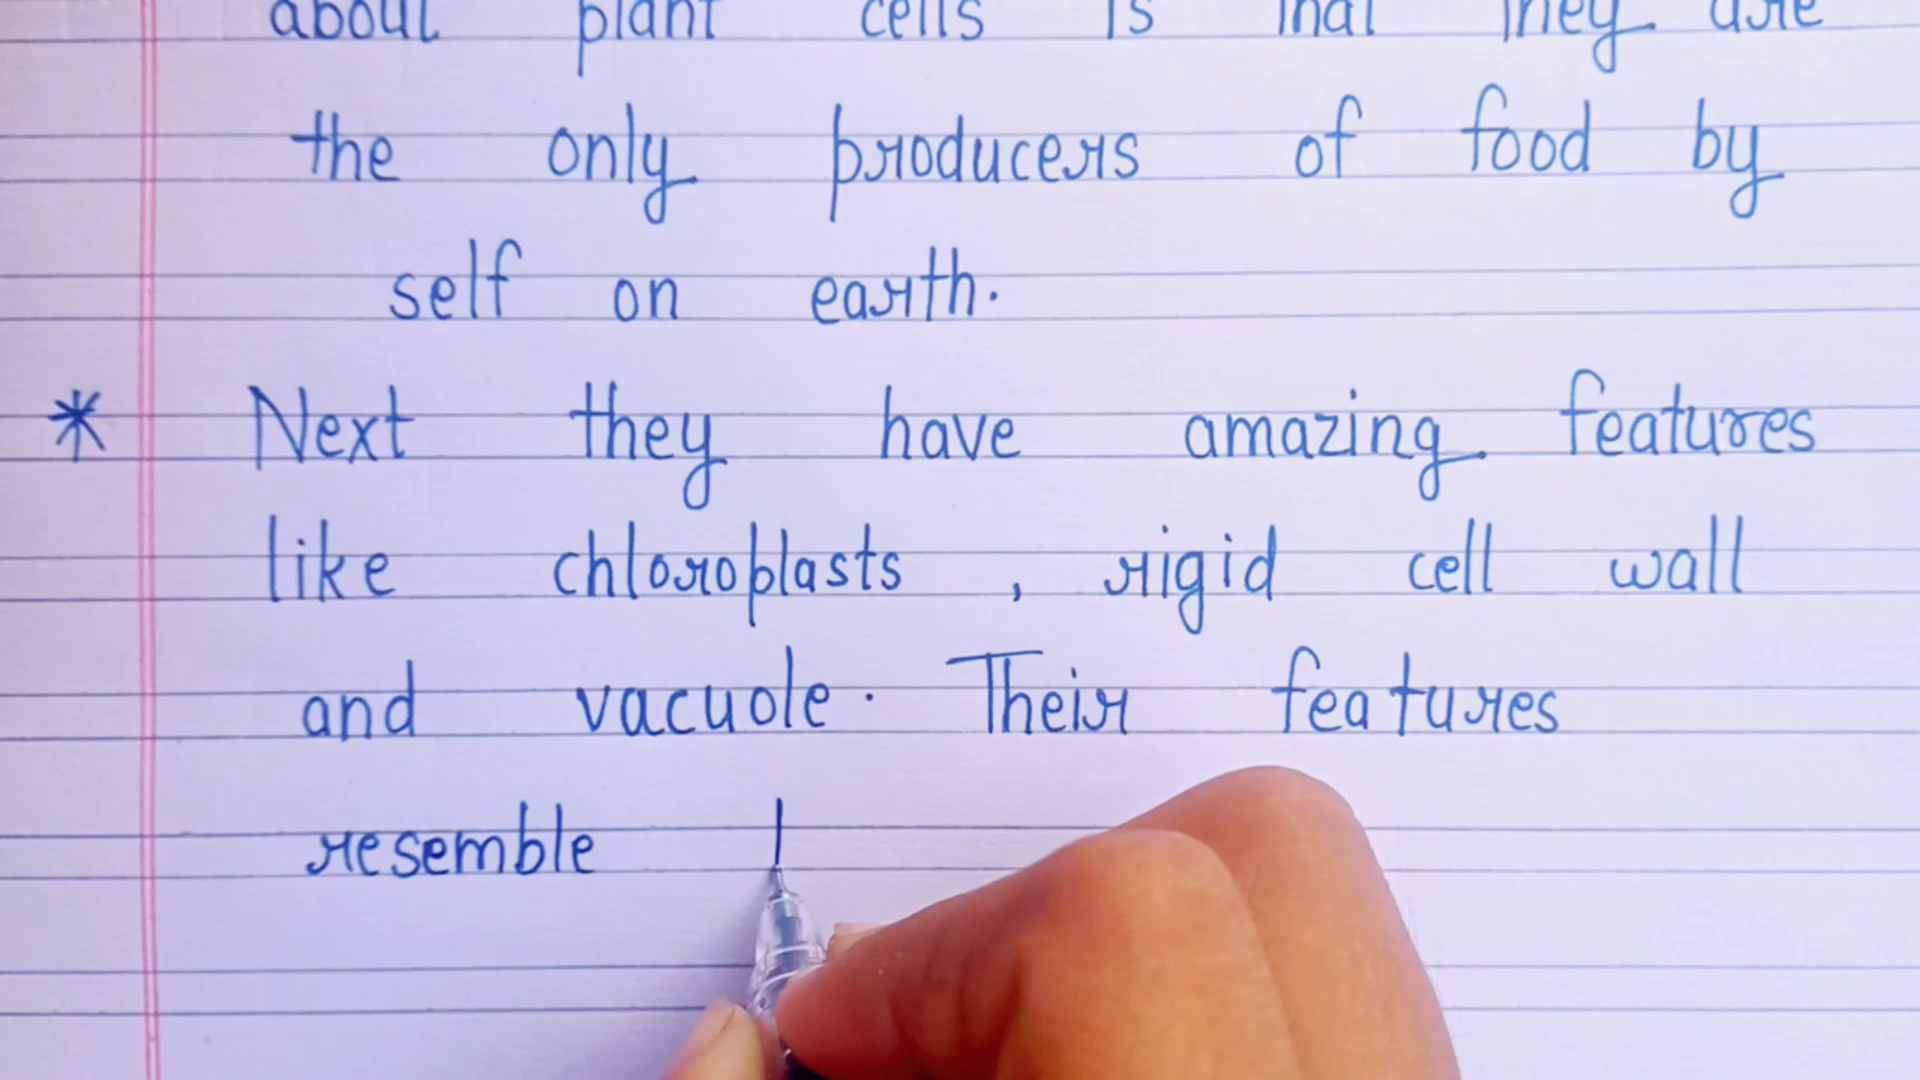 about plant cells is that they are
the only producers of food by
self on earth.
* Next they have amazing features
like chloroplasts , rigid cell wall
and vacuole. Their features
resemble